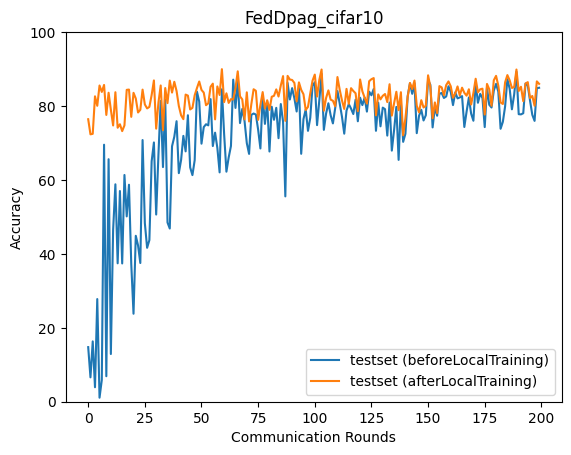 FedDpag_cifar10
100
80
60
40
20
0
Accuracy
0 25 50 75 100 125 150 175 200
Communication Rounds
testset (beforeLocalTraining)
testset (afterLocalTraining)